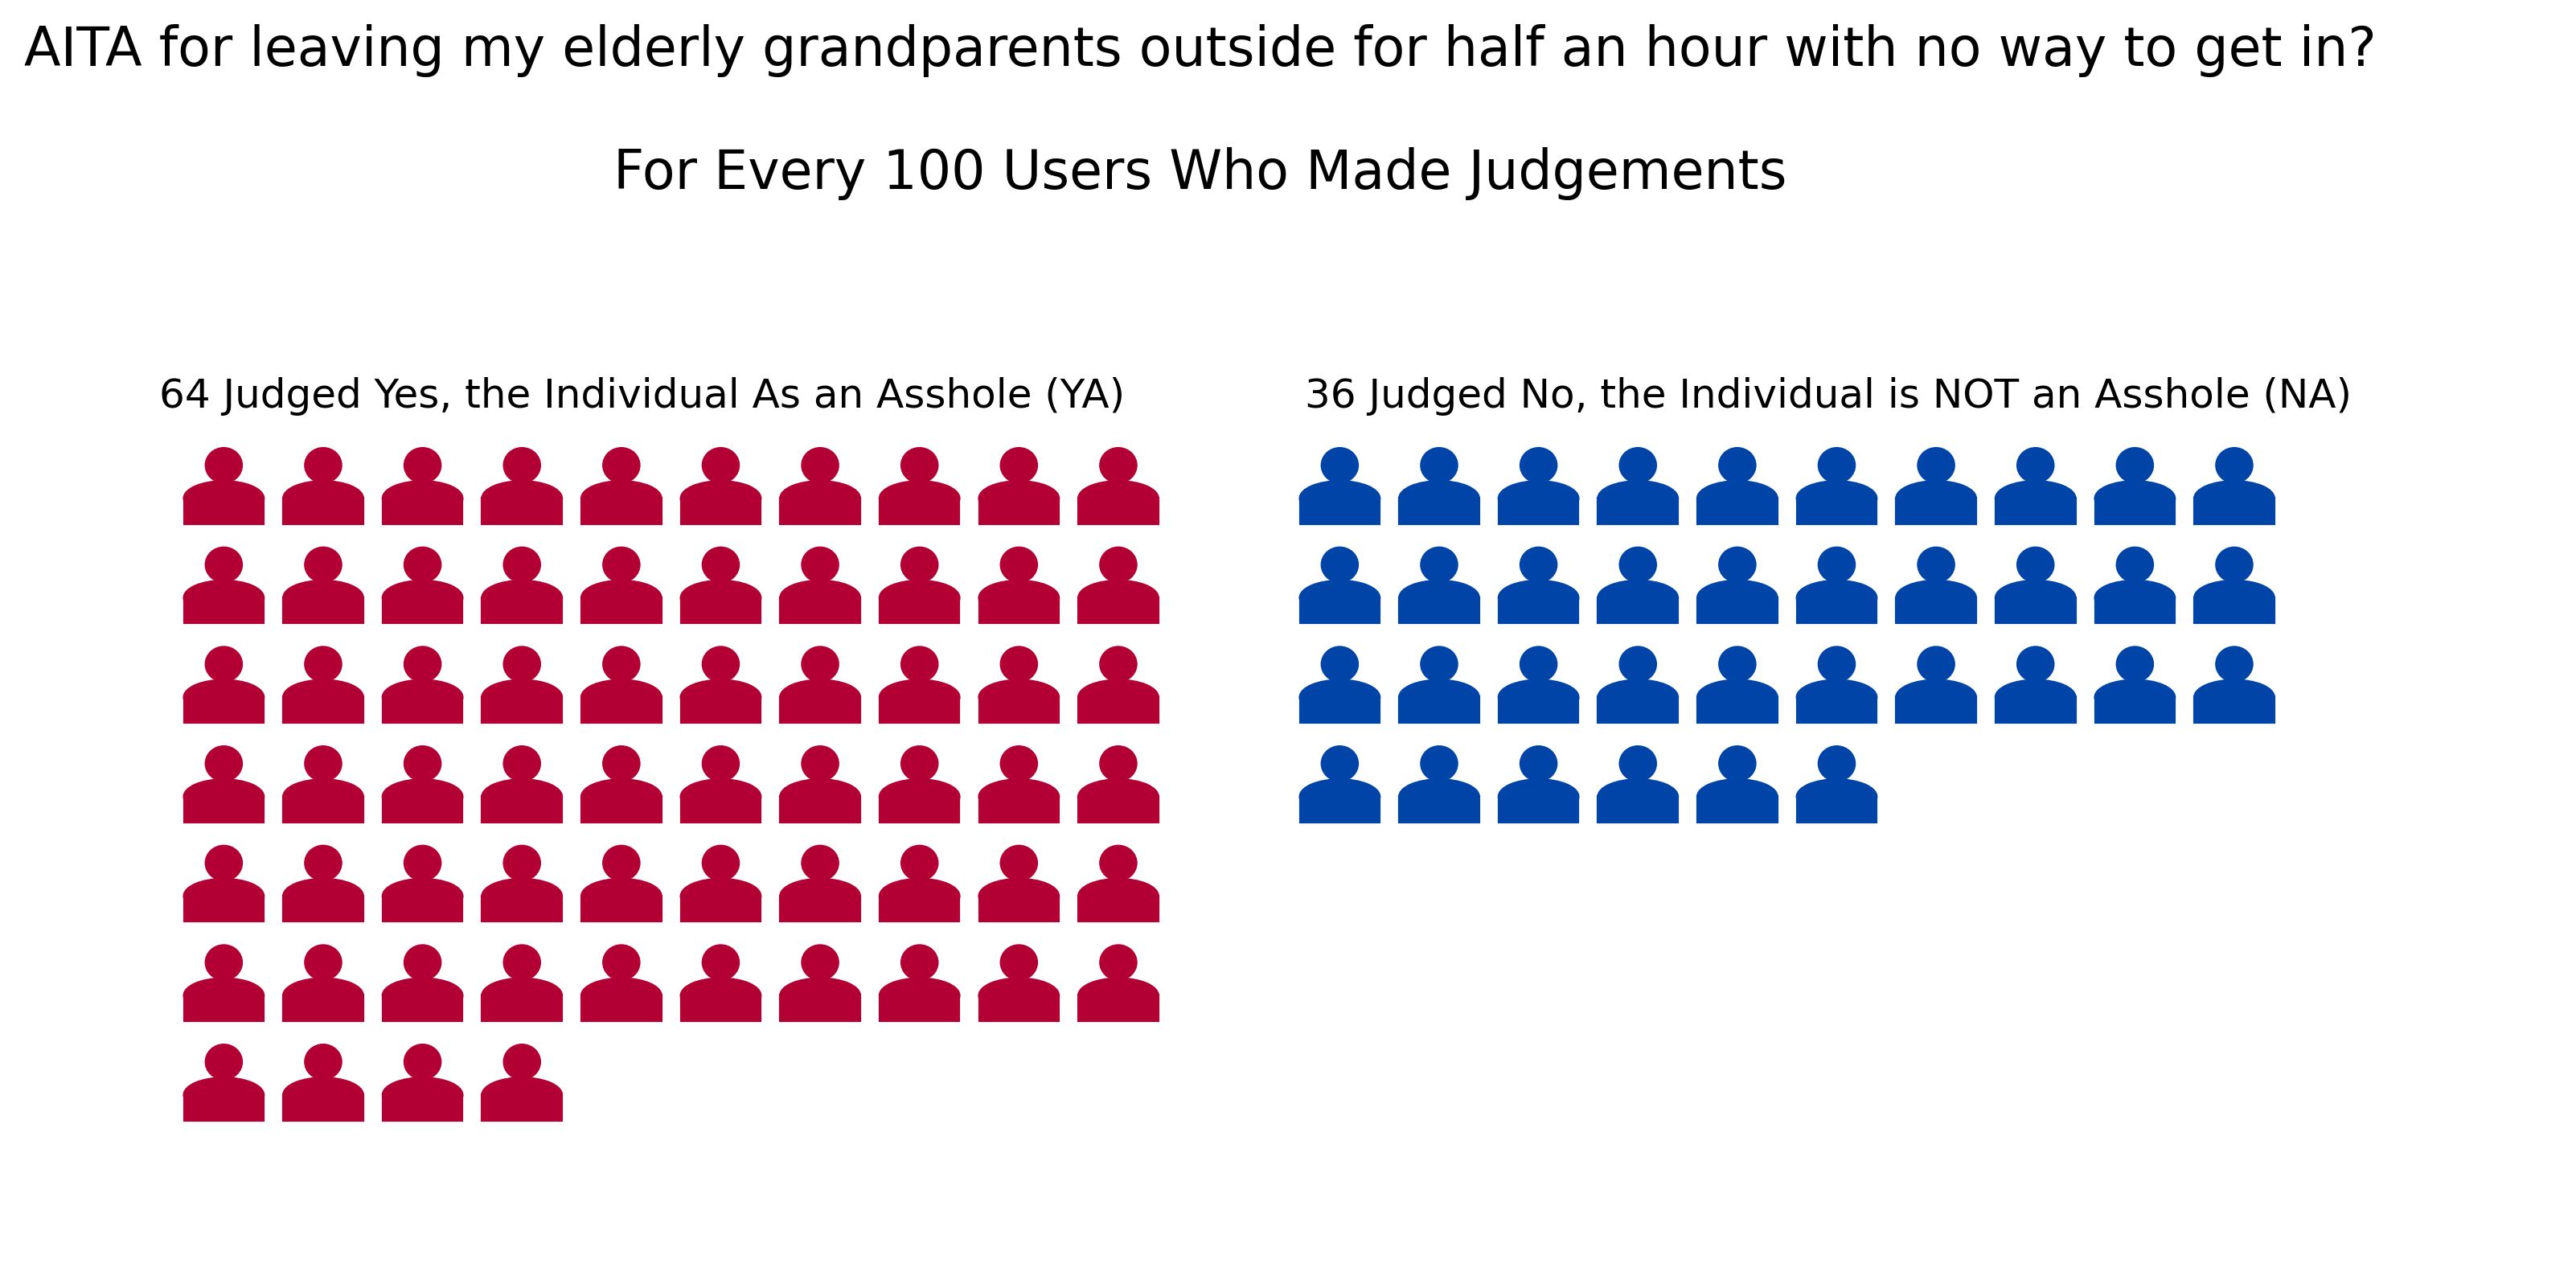 AITA for leaving my elderly grandparents outside for half an hour with no way to get in?
For Every 100 Users Who Made Judgements
64 Judged Yes, the Individual As an Asshole (YA)
36 Judged No, the Individual is NOT an Asshole (NA)